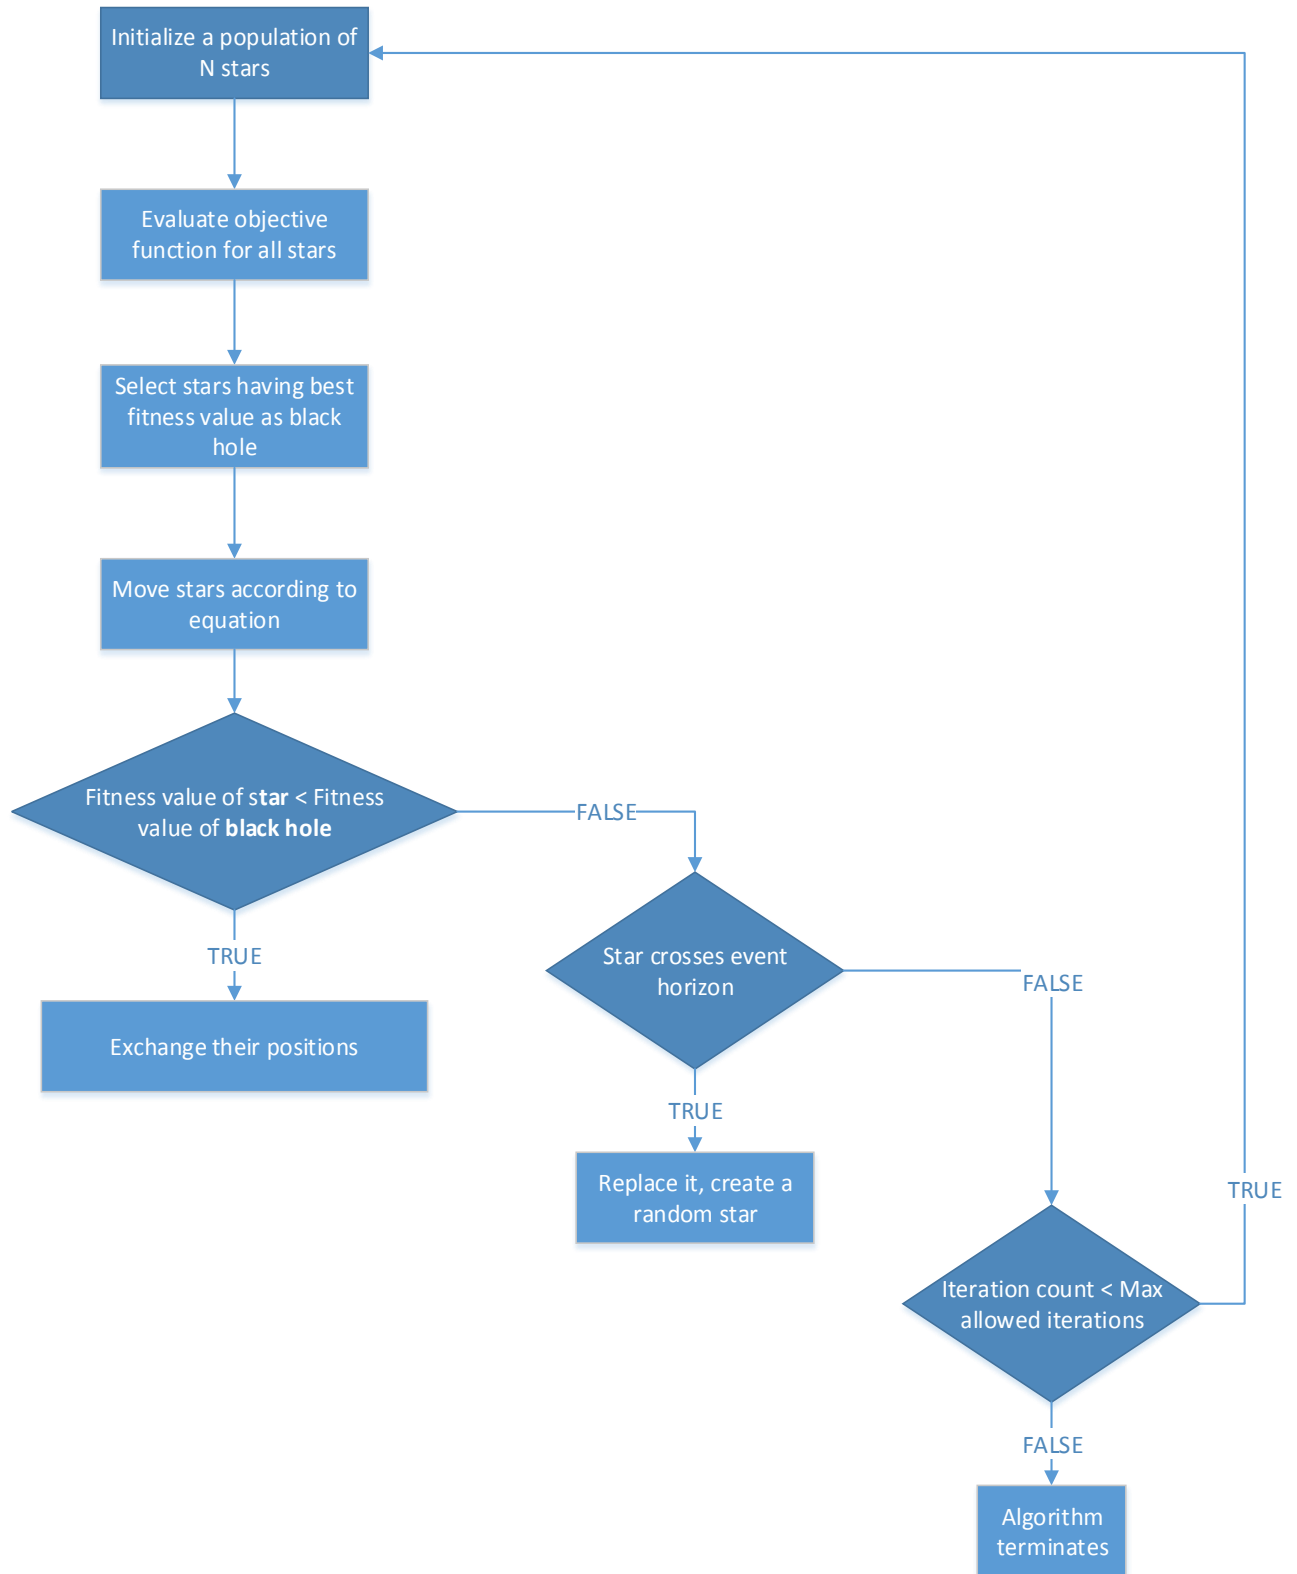 Initialize a population of
N stars
Evaluate objective
function for all stars
Select stars having best
fitness value as black
hole
Move stars according to
equation
Fitness value of star < Fitness
value of black hole
FALSE
TRUE
Exchange their positions
Star crosses event
horizon
FALSE
TRUE
Replace it, create a
random star
TRUE
Iteration count < Max
allowed iterations
FALSE
Algorithm
terminates